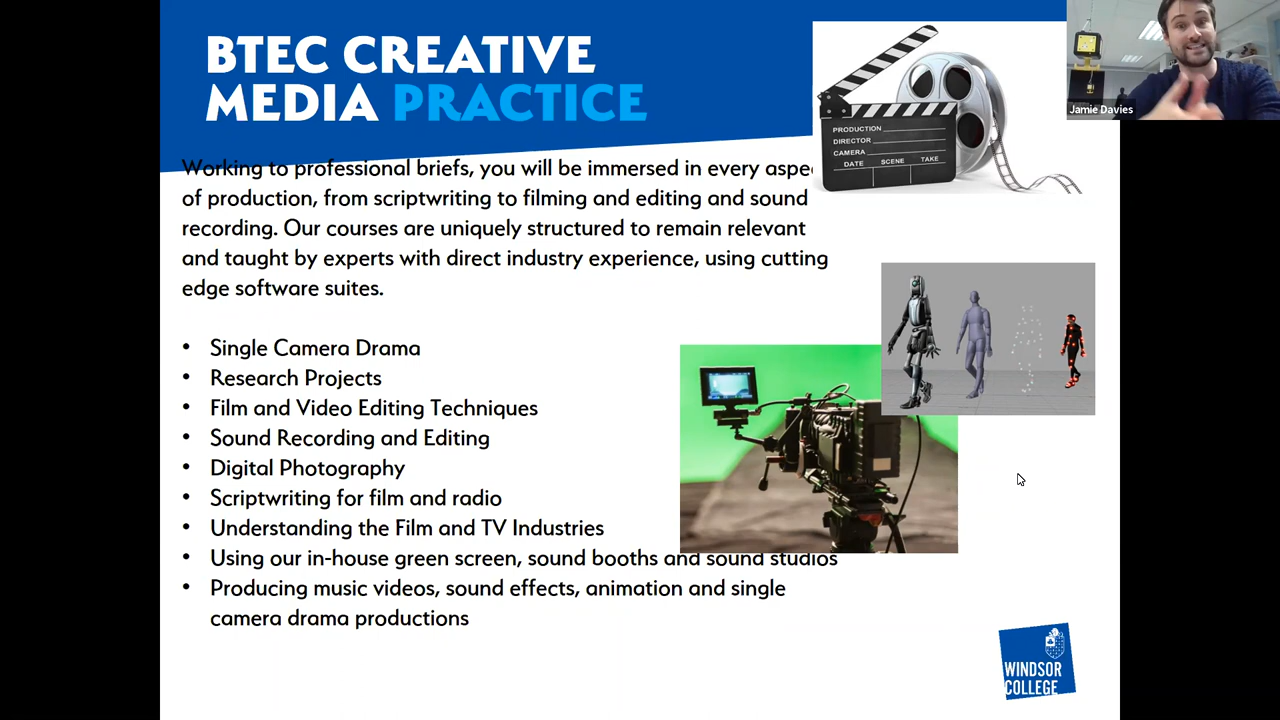 BTEC CREATIVE
MEDIA PRACTICE
Jamie Davies
PRODUCTION
DIRECTOR
CAMERA
DATE SCENE TAKE
Working to professional briefs, you will be immersed in every aspec
of production, from scriptwriting to filming and editing and sound
recording. Our courses are uniquely structured to remain relevant
and taught by experts with direct industry experience, using cutting
edge software suites.
• Single Camera Drama
• Research Projects
• Film and Video Editing Techniques
• Sound Recording and Editing
• Digital Photography
• Scriptwriting for film and radio
• Understanding the Film and TV Industries
• Using our in-house green screen, sound booths and sound studios
• Producing music videos, sound effects, animation and single
camera drama productions
WINDSOR
COLLEGE